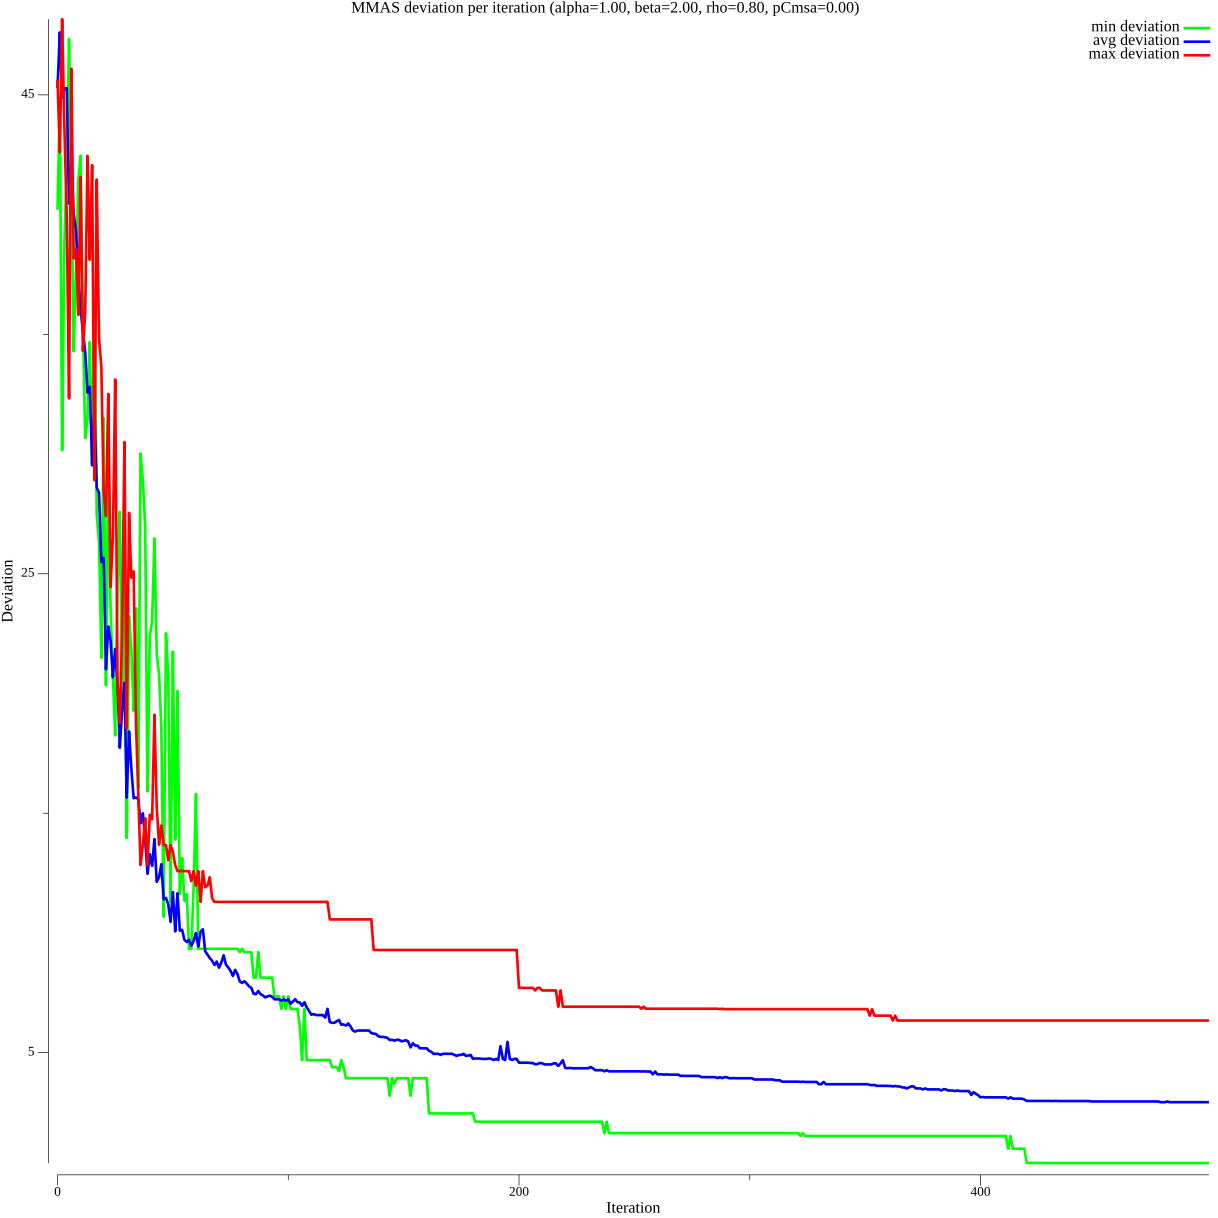 MMAS deviation per iteration (alpha=1.00, beta=2.00, rho=0.80, pCmsa=0.00)
min deviation
avg deviation
max deviation
45
25
5
Deviation
0
200
400
Iteration